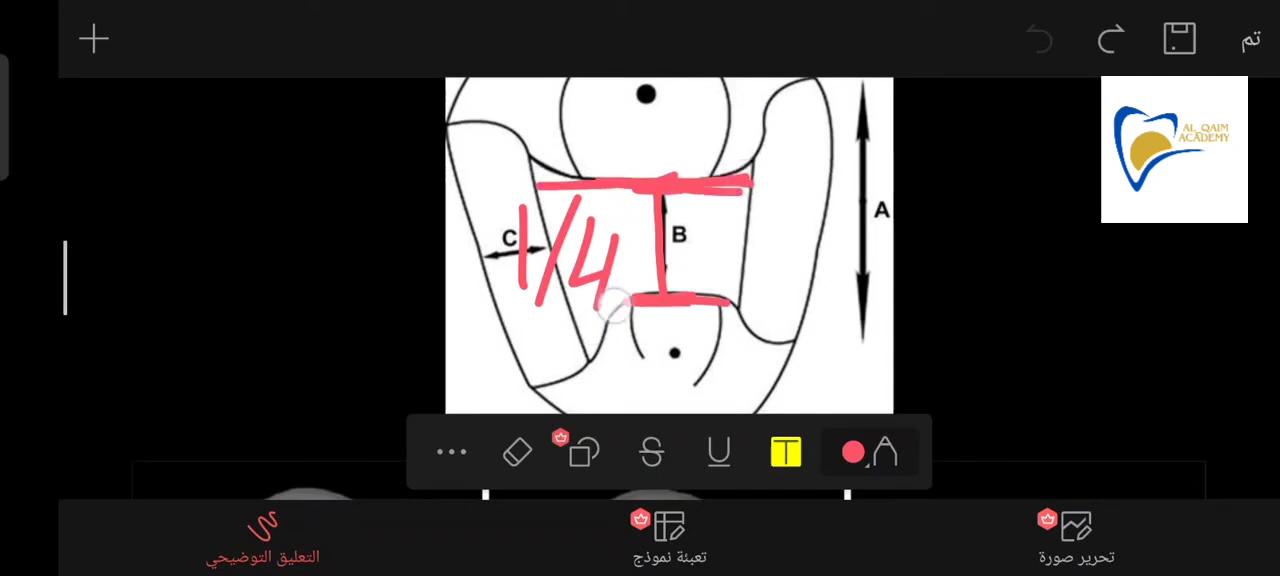 تم
AL QAIM
ACADEMY
A
C
B
1/4
S
U
T
التعليق التوضيحي
تعبئة نموذج
تحرير صورة